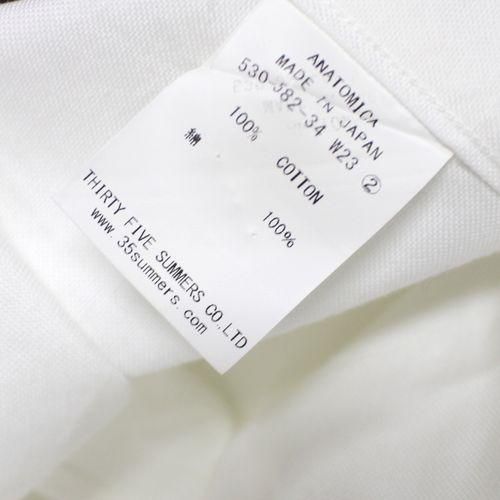 ANATOMICA
MADE IN JAPAN
530-582-34 W23 ②
綿 100%
COTTON 100%
THIRTY FIVE SUMMERS CO.,LTD
www.35summers.com